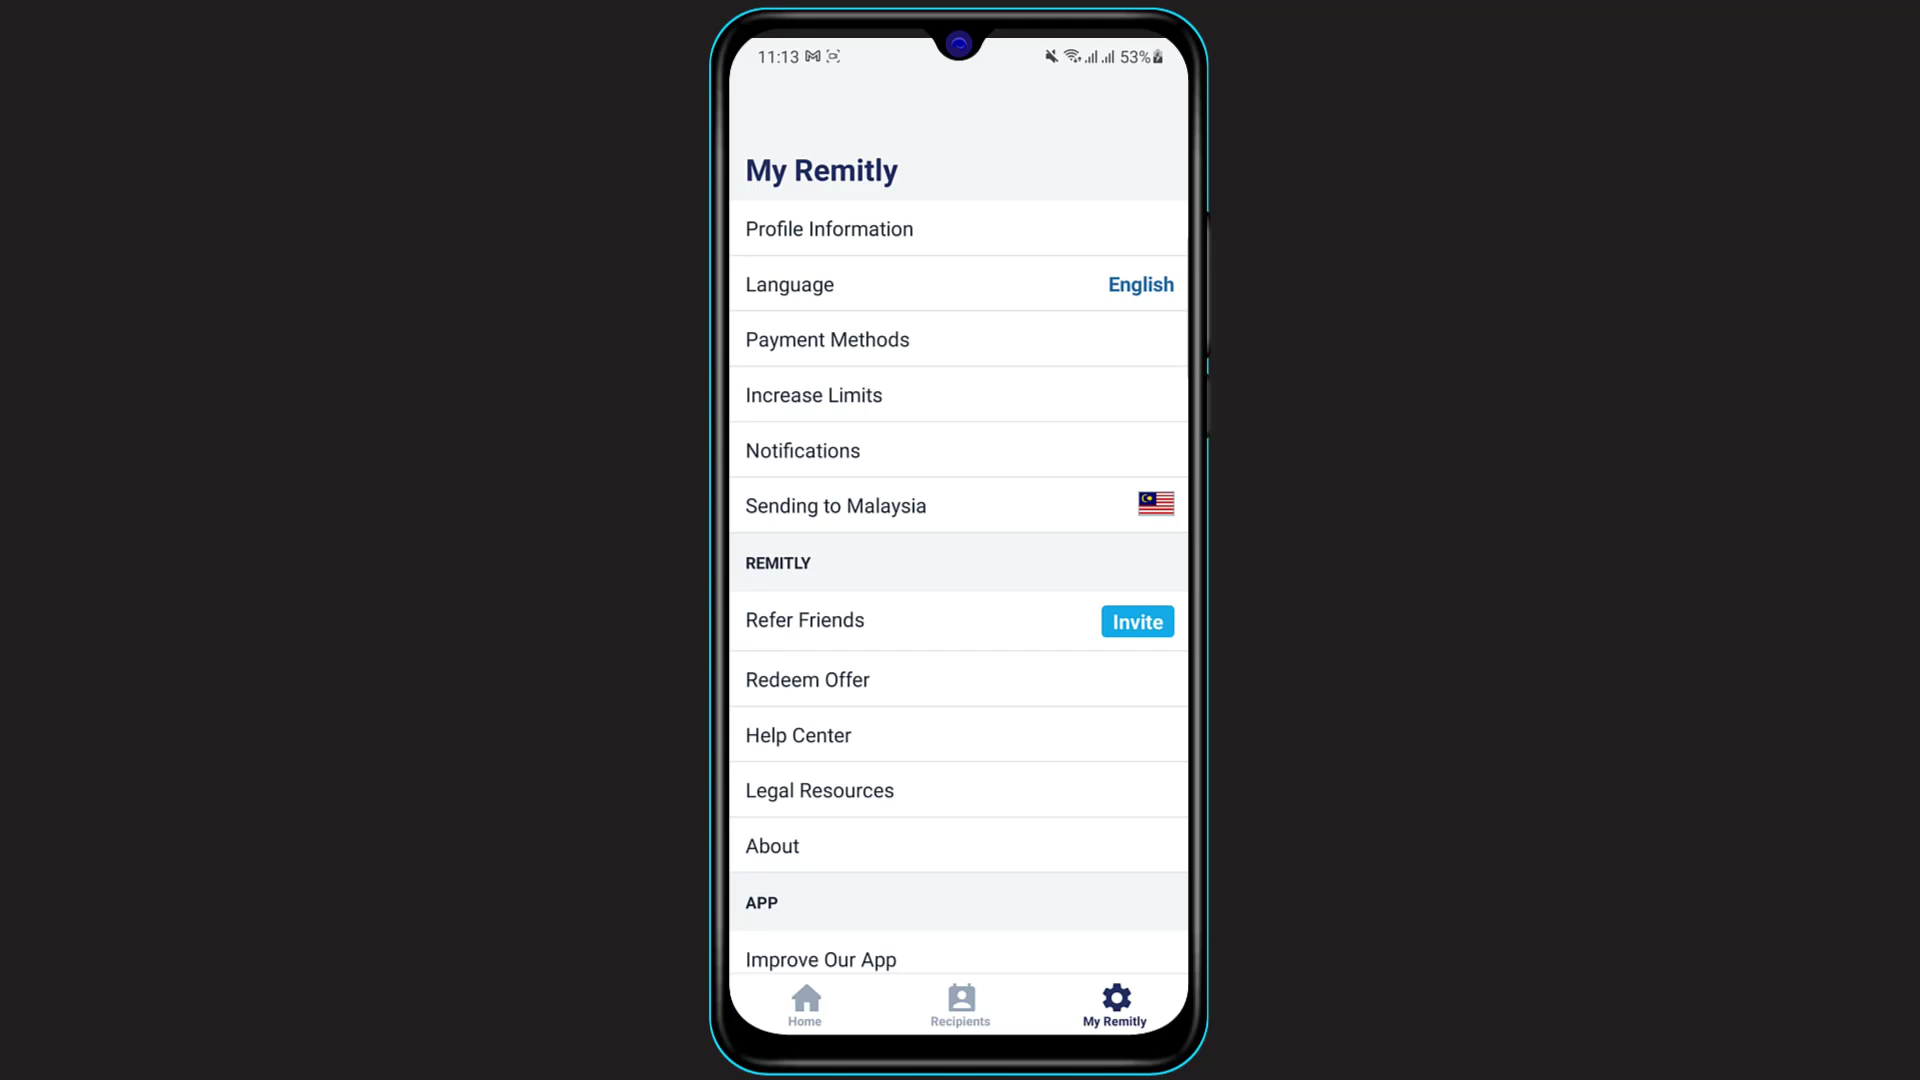 11:13 53%
My Remitly
Profile Information
Language English
Payment Methods
Increase Limits
Notifications
Sending to Malaysia
REMITLY
Refer Friends Invite
Redeem Offer
Help Center
Legal Resources
About
APP
Improve Our App
Home Recipients My Remitly